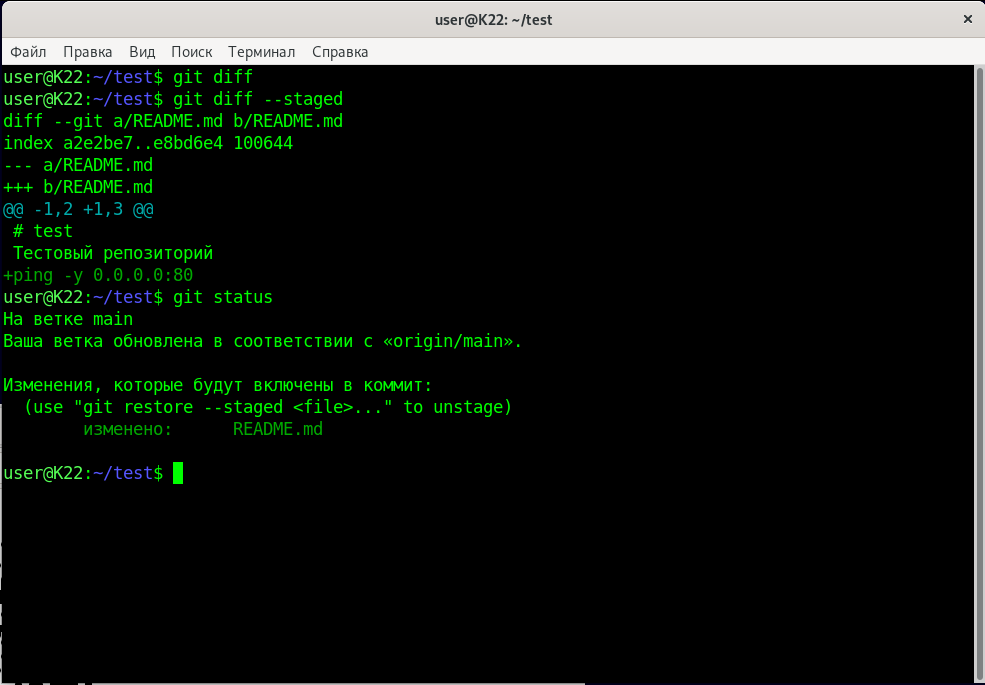 user@K22: ~/test
×
Файл Правка Вид Поиск Терминал Справка
user@K22:~/test$ git diff
user@K22:~/test$ git diff --staged
diff --git a/README.md b/README.md
index a2e2be7..e8bd6e4 100644
--- a/README.md
+++ b/README.md
@@ -1,2 +1,3 @@
 # test
 Тестовый репозиторий
+ping -y 0.0.0.0:80
user@K22:~/test$ git status
На ветке main
Ваша ветка обновлена в соответствии с «origin/main».
Изменения, которые будут включены в коммит:
  (use "git restore --staged <file>..." to unstage)
        изменено:      README.md
user@K22:~/test$